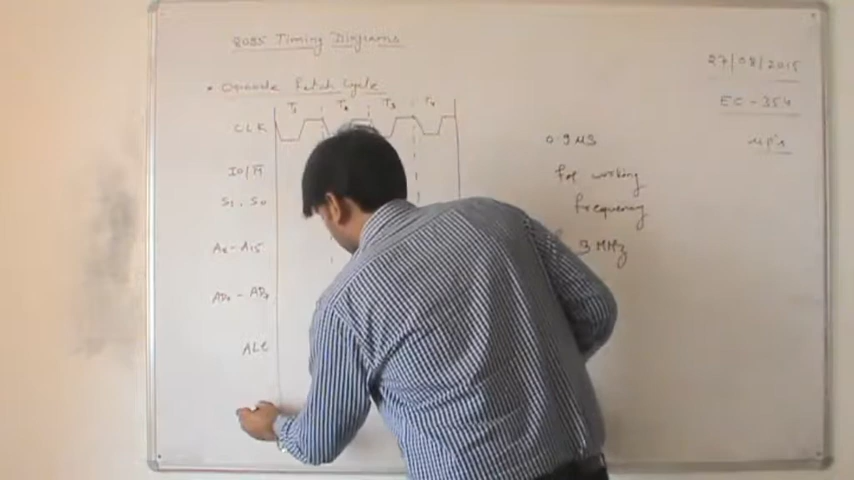 8085 Timing Diagrams
27/08/2015
• Opcode Fetch Cycle
EC-354
T1 T2 T3 T4
CLK
μP's
0.9 μS
IO/M̅
For working
S1, S0
frequency
A8-A15
3 MHz
AD0-AD7
ALE